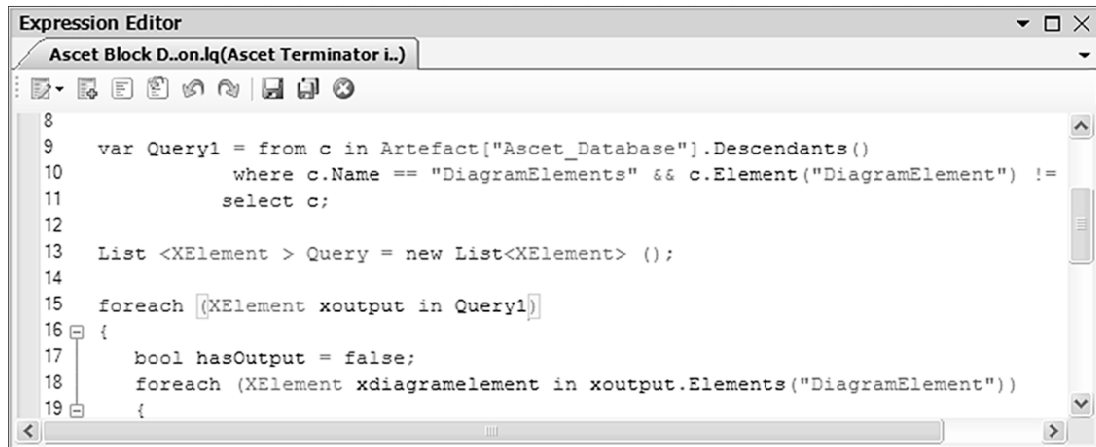 Expression Editor
Ascet Block D..on.lq(Ascet Terminator i..)
8
9 var Query1 = from c in Artefact["Ascet_Database"].Descendants()
10 where c.Name == "DiagramElements" && c.Element("DiagramElement") !=
11 select c;
12
13 List <XElement > Query = new List<XElement> ();
14
15 foreach (XElement xoutput in Query1)
16 {
17 bool hasOutput = false;
18 foreach (XElement xdiagramelement in xoutput.Elements("DiagramElement"))
19 {